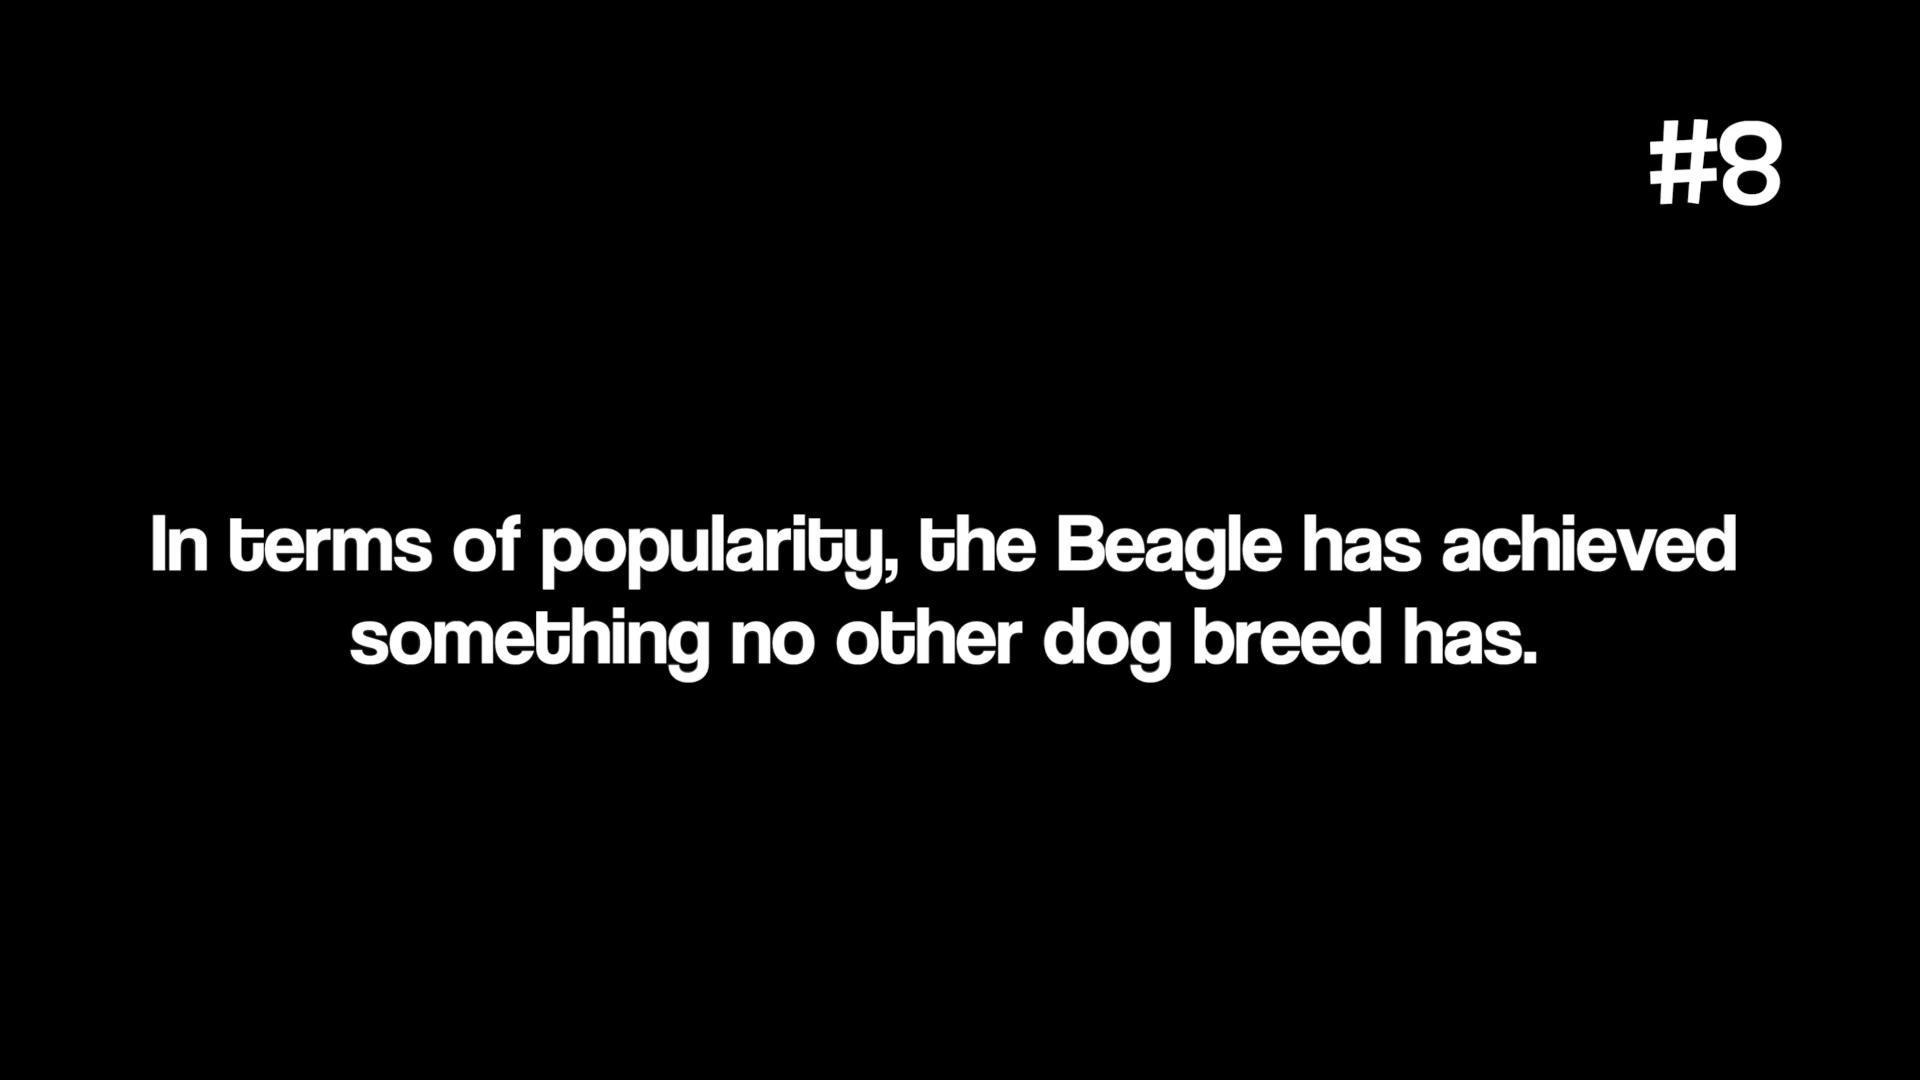 #8
In terms of popularity, the Beagle has achieved
something no other dog breed has.